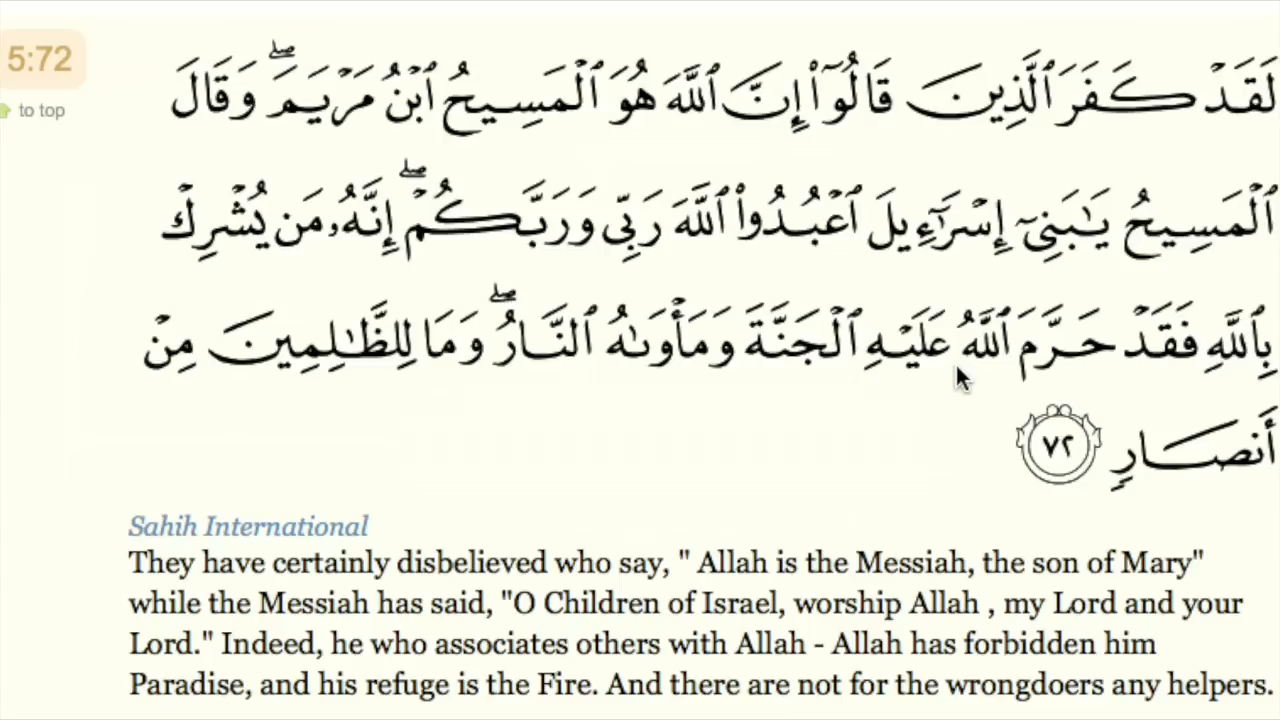 5:72
to top
لَقَدْ كَفَرَ ٱلَّذِينَ قَالُوٓا۟ إِنَّ ٱللَّهَ هُوَ ٱلْمَسِيحُ ٱبْنُ مَرْيَمَ ۖ وَقَالَ
ٱلْمَسِيحُ يَـٰبَنِىٓ إِسْرَٰٓءِيلَ ٱعْبُدُوا۟ ٱللَّهَ رَبِّى وَرَبَّكُمْ ۖ إِنَّهُۥ مَن يُشْرِكْ
بِٱللَّهِ فَقَدْ حَرَّمَ ٱللَّهُ عَلَيْهِ ٱلْجَنَّةَ وَمَأْوَىٰهُ ٱلنَّارُ ۖ وَمَا لِلظَّـٰلِمِينَ مِنْ
أَنصَارٍ ٧٢
Sahih International
They have certainly disbelieved who say, " Allah is the Messiah, the son of Mary"
while the Messiah has said, "O Children of Israel, worship Allah , my Lord and your
Lord." Indeed, he who associates others with Allah - Allah has forbidden him
Paradise, and his refuge is the Fire. And there are not for the wrongdoers any helpers.